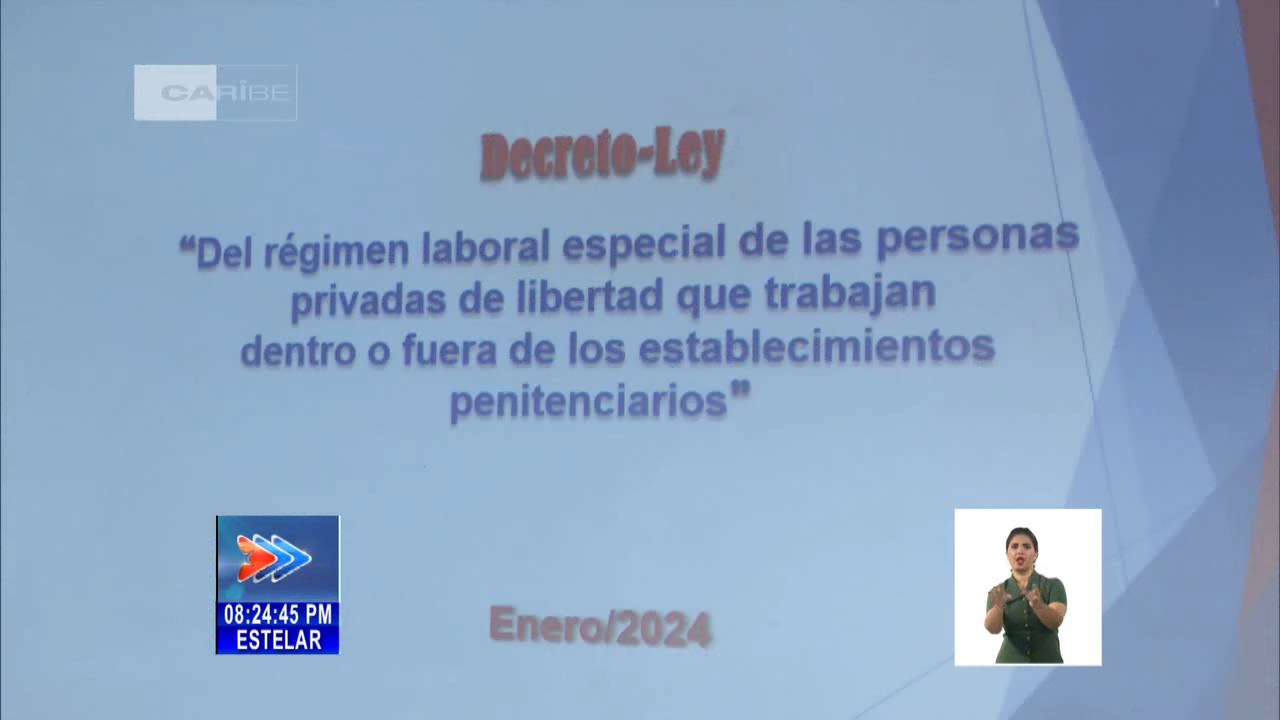 CARIBE
Decreto-Ley
“Del régimen laboral especial de las personas
privadas de libertad que trabajan
dentro o fuera de los establecimientos
penitenciarios”
Enero/2024
08:24:45 PM
ESTELAR